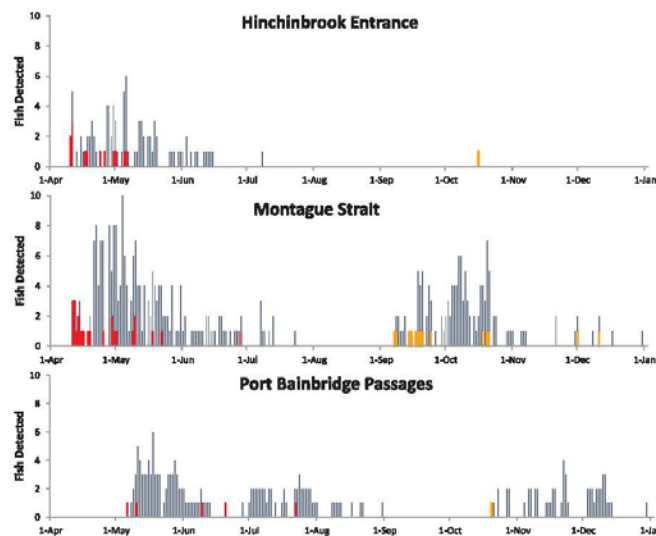 Hinchinbrook Entrance
Fish Detected
10
8
6
4
2
0
1-Apr 1-May 1-Jun 1-Jul 1-Aug 1-Sep 1-Oct 1-Nov 1-Dec 1-Jan
Montague Strait
Fish Detected
10
8
6
4
2
0
1-Apr 1-May 1-Jun 1-Jul 1-Aug 1-Sep 1-Oct 1-Nov 1-Dec 1-Jan
Port Bainbridge Passages
Fish Detected
10
8
6
4
2
0
1-Apr 1-May 1-Jun 1-Jul 1-Aug 1-Sep 1-Oct 1-Nov 1-Dec 1-Jan